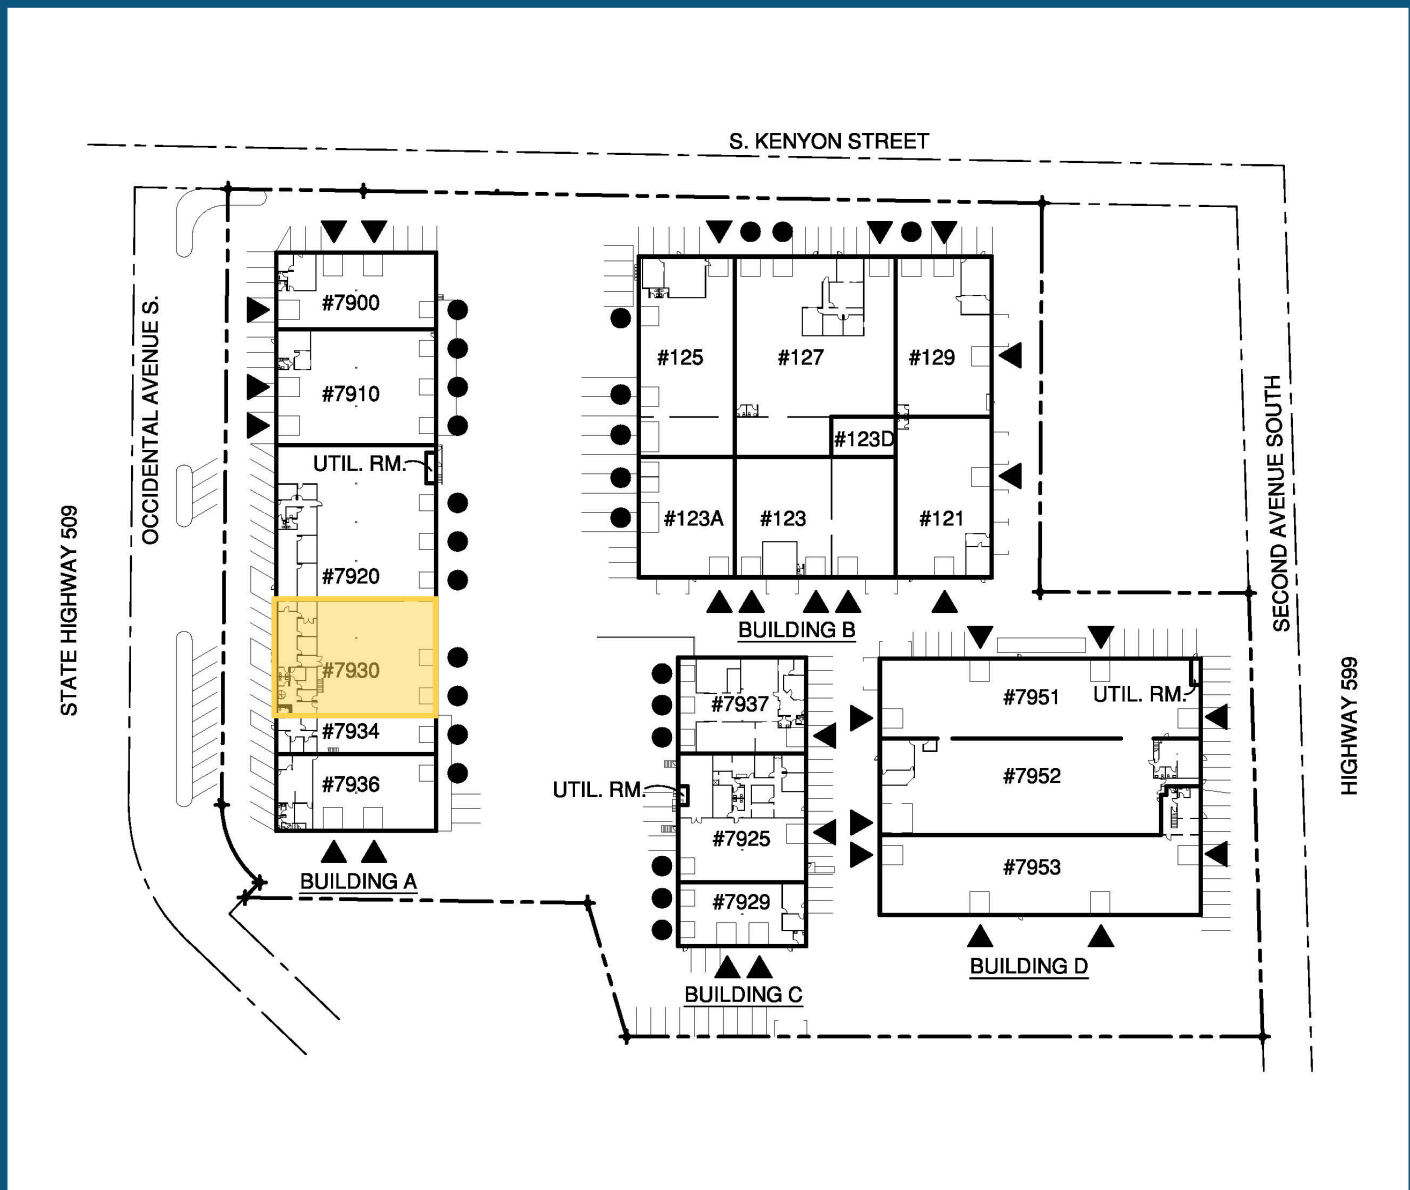 S. KENYON STREET
OCCIDENTAL AVENUE S.
STATE HIGHWAY 509
SECOND AVENUE SOUTH
HIGHWAY 599
#7900
#7910
UTIL. RM.
#7920
#7930
#7934
#7936
BUILDING A
#125
#127
#129
#123D
#123A
#123
#121
BUILDING B
#7937
UTIL. RM.
#7925
#7929
BUILDING C
#7951
UTIL. RM.
#7952
#7953
BUILDING D